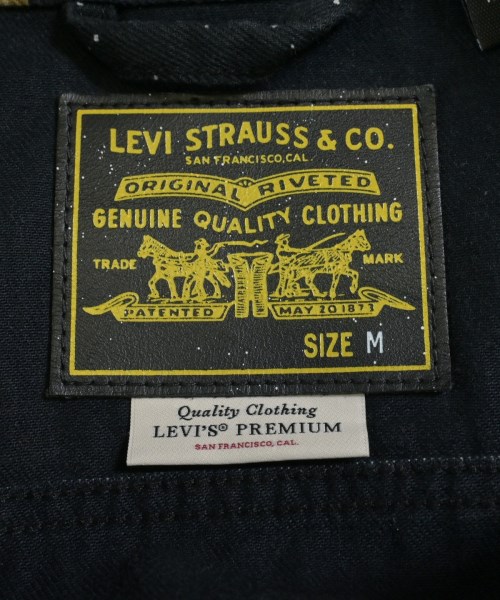 LEVI STRAUSS & CO.
SAN FRANCISCO, CAL.
ORIGINAL RIVETED
GENUINE QUALITY CLOTHING
TRADE MARK
PATENTED MAY 20 1873
SIZE M
Quality Clothing
LEVI'S® PREMIUM
SAN FRANCISCO, CAL.